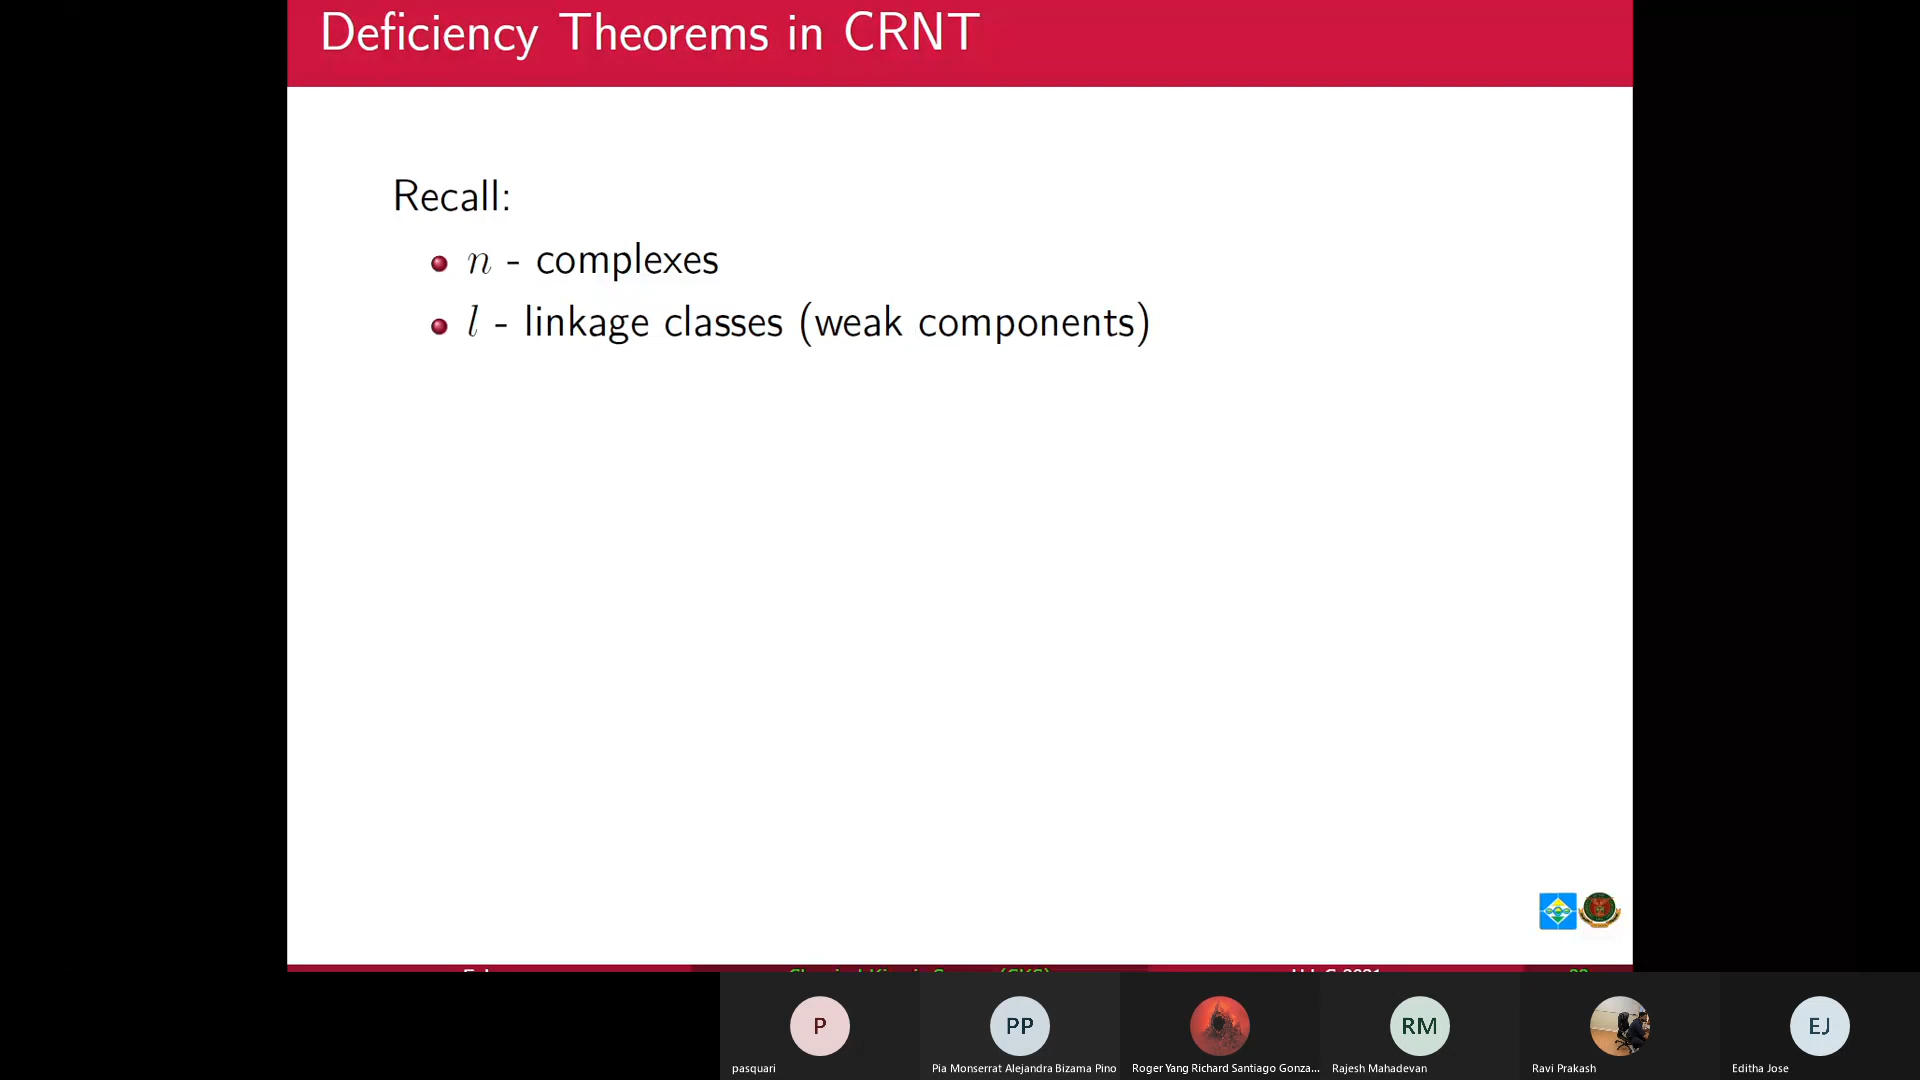 Deficiency Theorems in CRNT
Recall:
n - complexes
l - linkage classes (weak components)
P
PP
RM
EJ
pasquari
Pia Monserrat Alejandra Bizama Pino
Roger Yang Richard Santiago Gonza...
Rajesh Mahadevan
Ravi Prakash
Editha Jose